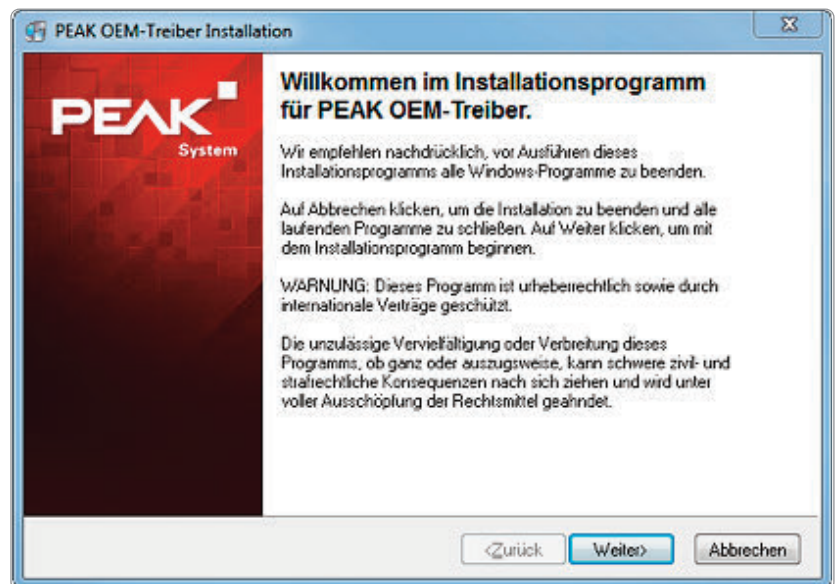 PEAK OEM-Treiber Installation
PEAK
System
Willkommen im Installationsprogramm
für PEAK OEM-Treiber.
Wir empfehlen nachdrücklich, vor Ausführen dieses
Installationsprogramms alle Windows-Programme zu beenden.
Auf Abbrechen klicken, um die Installation zu beenden und alle
laufenden Programme zu schließen. Auf Weiter klicken, um mit
dem Installationsprogramm beginnen.
WARNUNG: Dieses Programm ist urheberrechtlich sowie durch
internationale Verträge geschützt.
Die unzulässige Vervielfältigung oder Verbreitung dieses
Programms, ob ganz oder auszugsweise, kann schwere zivil- und
strafrechtliche Konsequenzen nach sich ziehen und wird unter
voller Ausschöpfung der Rechtsmittel geahndet.
<Zurück Weiter> Abbrechen